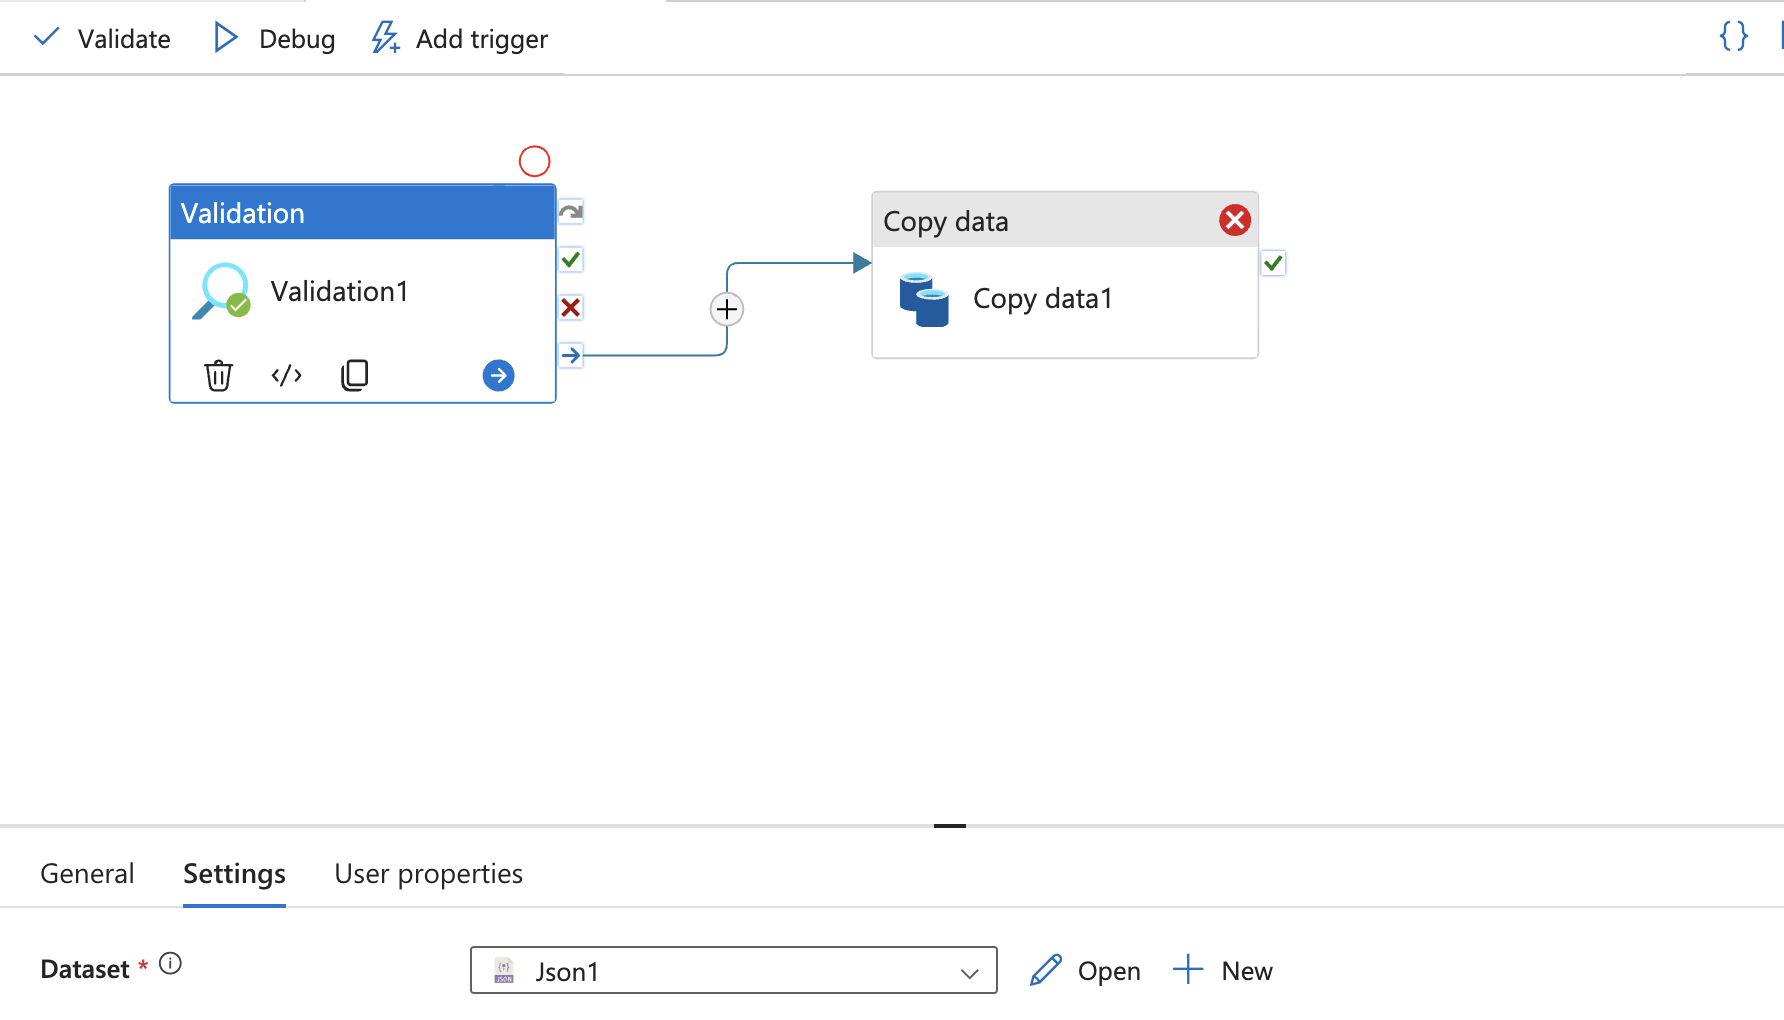 Validate Debug Add trigger {}
Validation
Validation1
</>
Copy data
Copy data1
General Settings User properties
Dataset * Json1 Open New